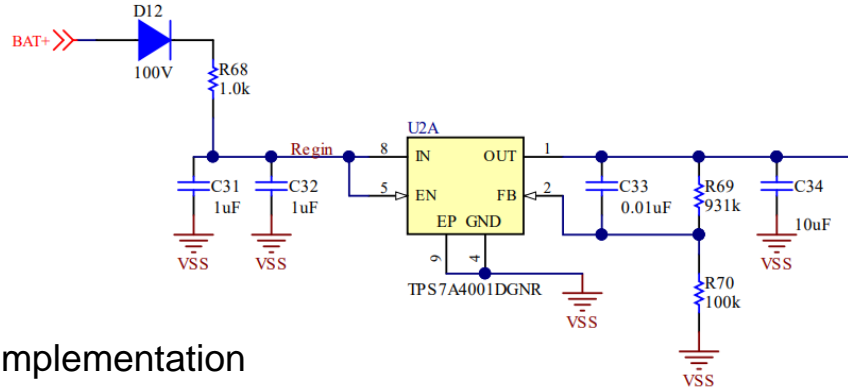 D12
BAT+
100V
R68
1.0k
U2A
Regin
8
IN
OUT
1
C31
1uF
C32
1uF
5
EN
FB
2
C33
0.01uF
R69
931k
C34
10uF
EP GND
9
4
VSS
VSS
TPS7A4001DGNR
VSS
R70
100k
VSS
mplementation